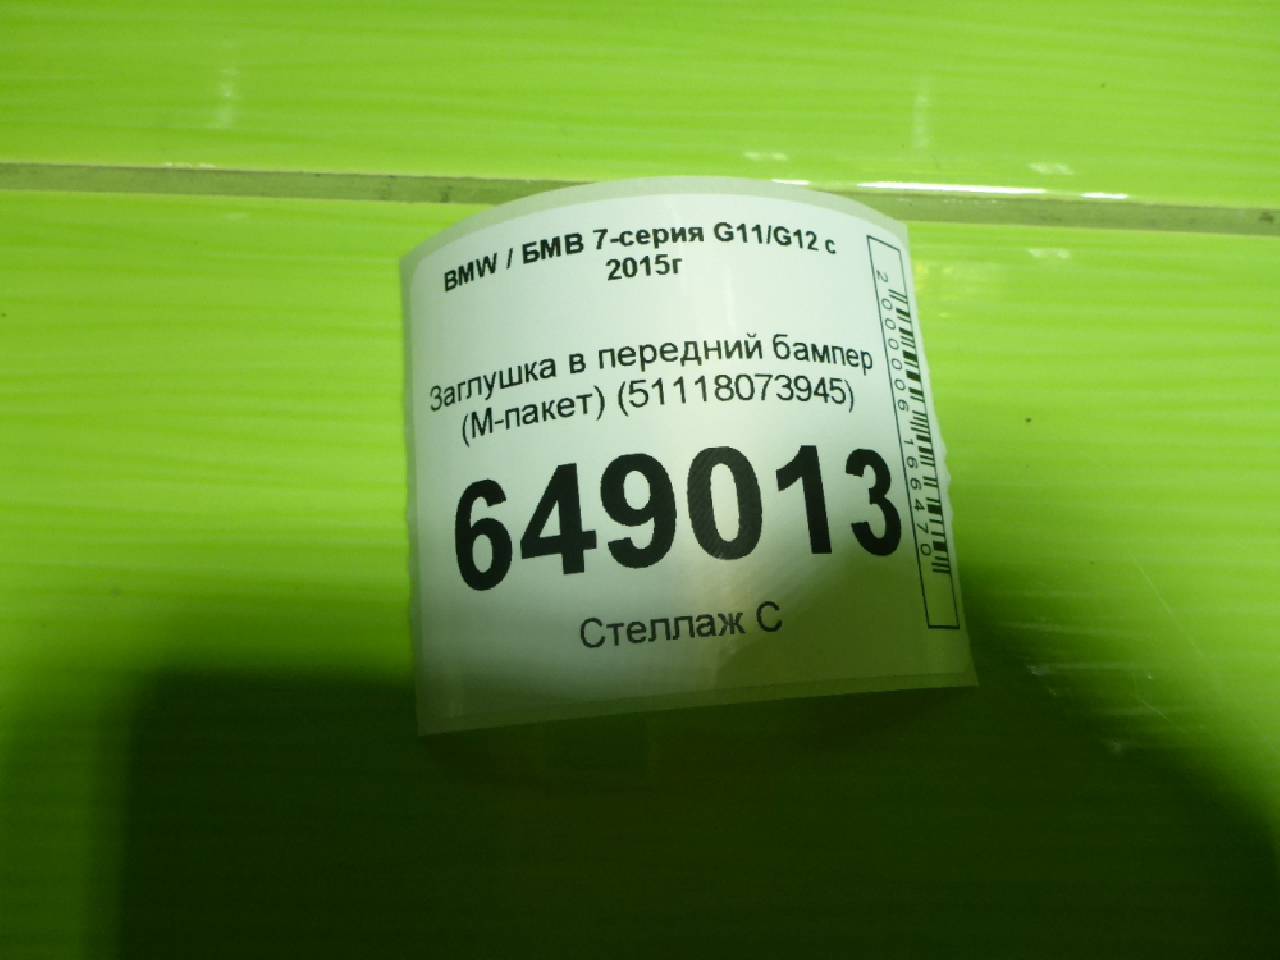 BMW / БМВ 7-серия G11/G12 с
2015г
Заглушка в передний бампер
(М-пакет) (51118073945)
649013
Стеллаж С
2000006166470